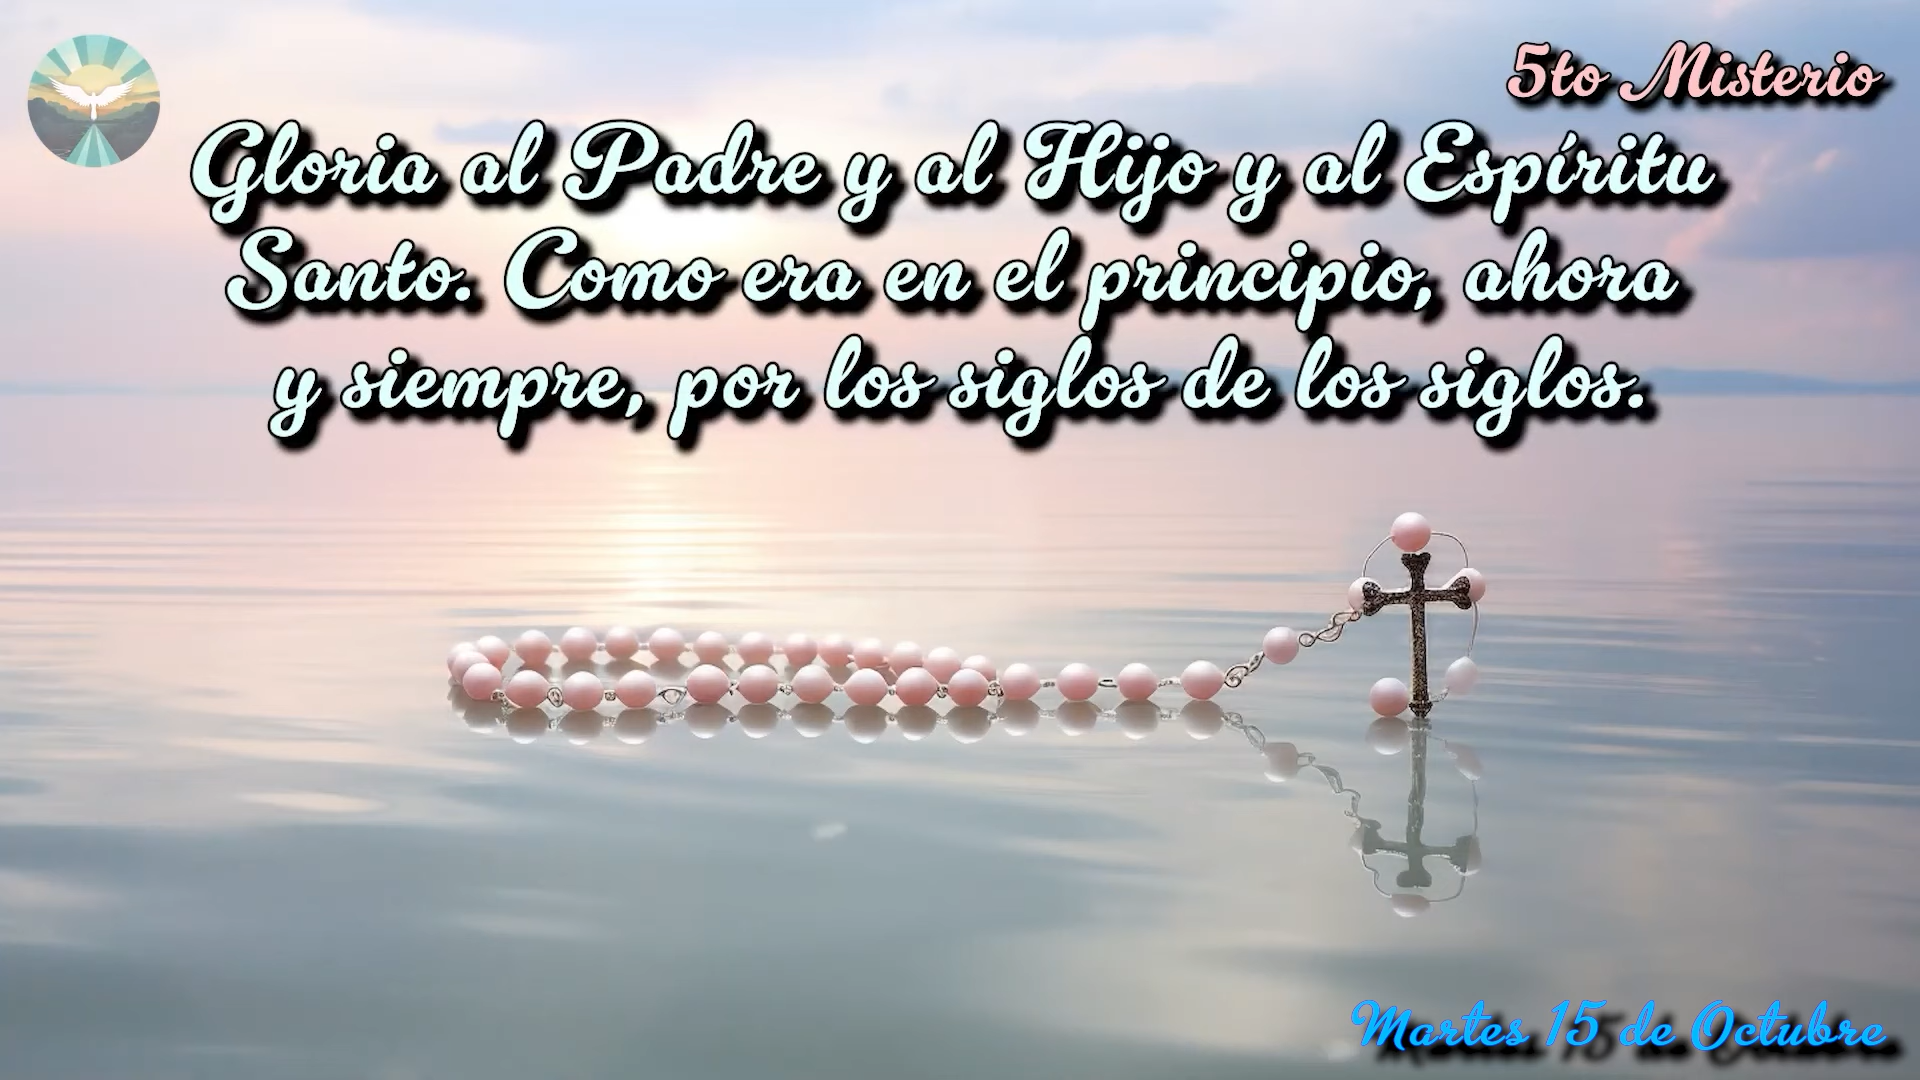 5to Misterio
Gloria al Padre y al Hijo y al Espíritu
Santo. Como era en el principio, ahora
y siempre, por los siglos de los siglos.
Martes 15 de Octubre